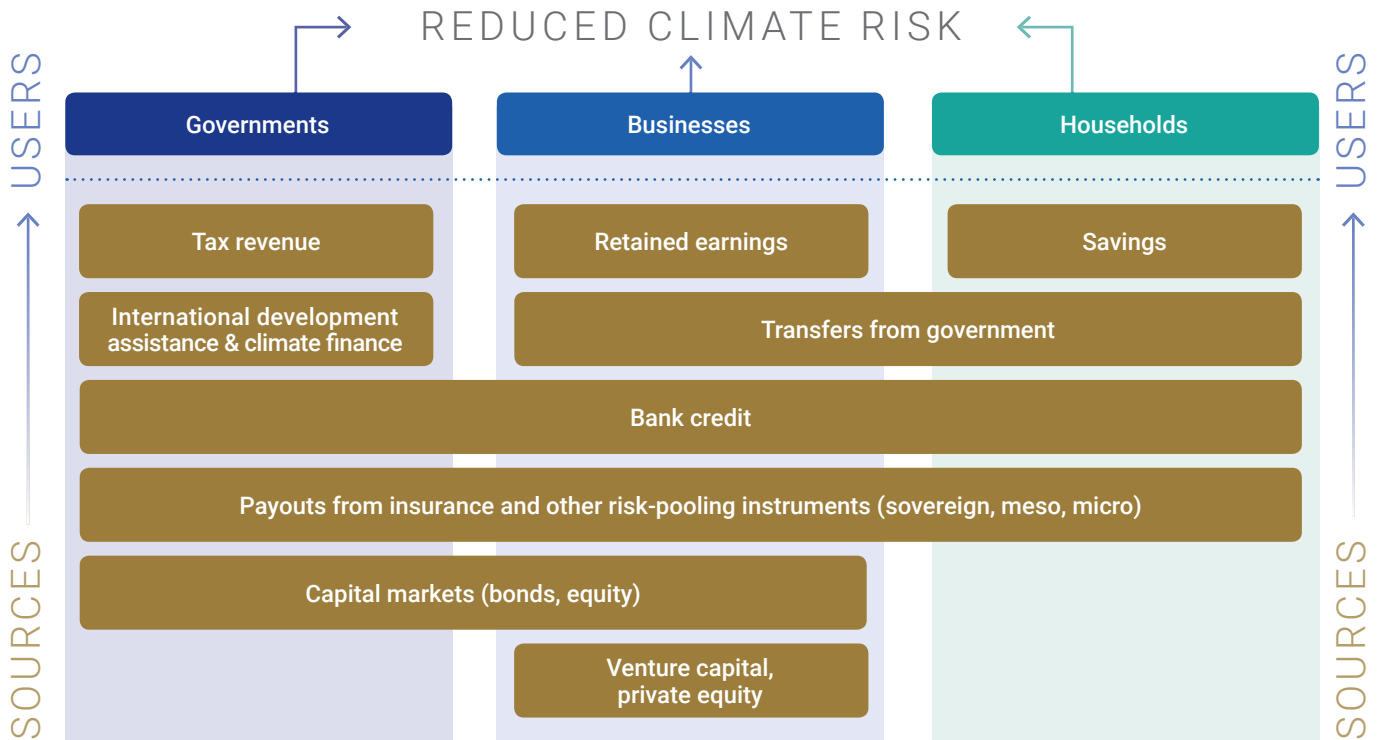 REDUCED CLIMATE RISK
USERS
USERS
Governments
Businesses
Households
Tax revenue
Retained earnings
Savings
International development
assistance & climate finance
Transfers from government
Bank credit
Payouts from insurance and other risk-pooling instruments (sovereign, meso, micro)
Capital markets (bonds, equity)
Venture capital,
private equity
SOURCES
SOURCES